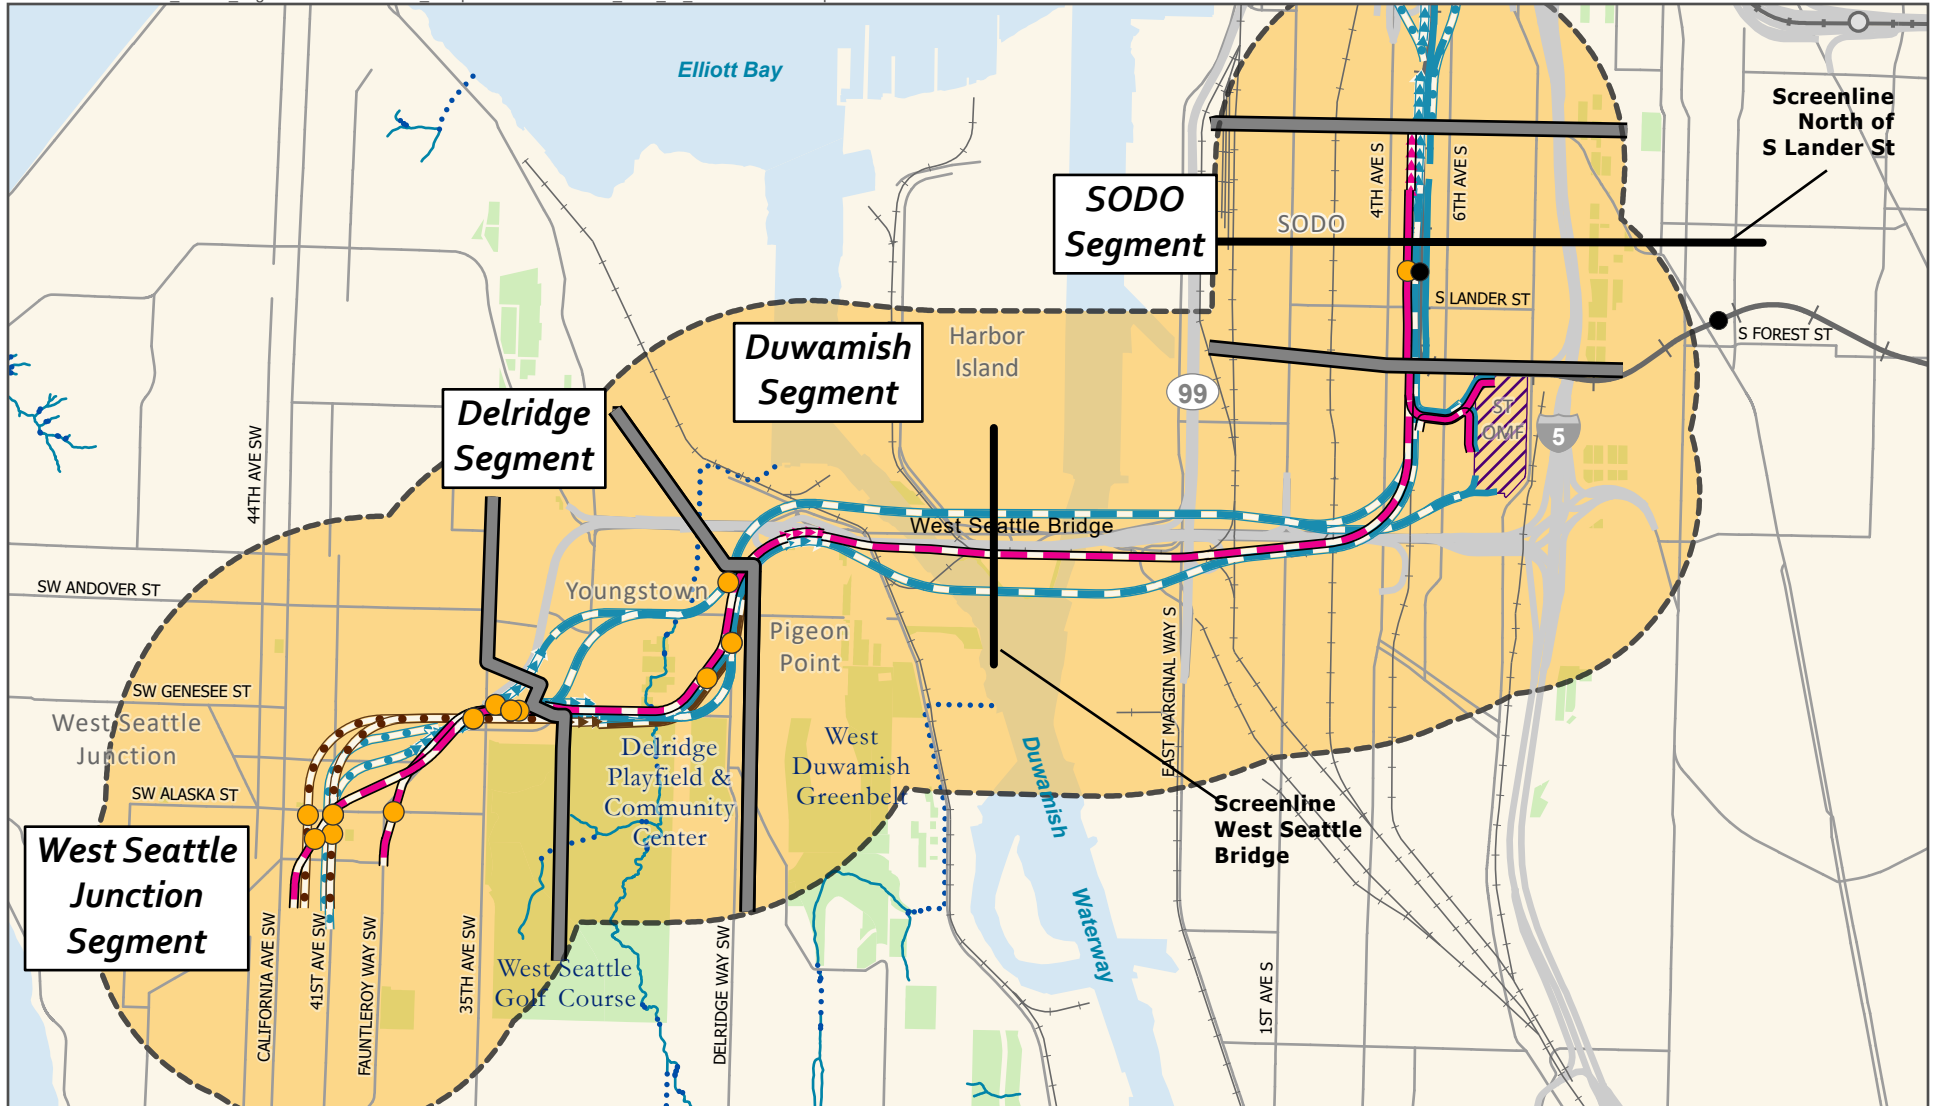 Elliott Bay
Screenline
North of
S Lander St
4TH AVE S
6TH AVE S
SODO
Segment
SODO
S LANDER ST
S FOREST ST
Duwamish
Segment
Harbor
Island
99
Delridge
Segment
ST
OMF
5
44TH AVE SW
West Seattle Bridge
SW ANDOVER ST
Youngstown
Pigeon
Point
EAST MARGINAL WAY S
SW GENESEE ST
West Seattle
Junction
Delridge
Playfield &
Community
Center
West
Duwamish
Greenbelt
Duwamish
Waterway
SW ALASKA ST
Screenline
West Seattle
Bridge
West Seattle
Junction
Segment
CALIFORNIA AVE SW
41ST AVE SW
FAUNTLEROY WAY SW
35TH AVE SW
West Seattle
Golf Course
DELRIDGE WAY SW
1ST AVE S